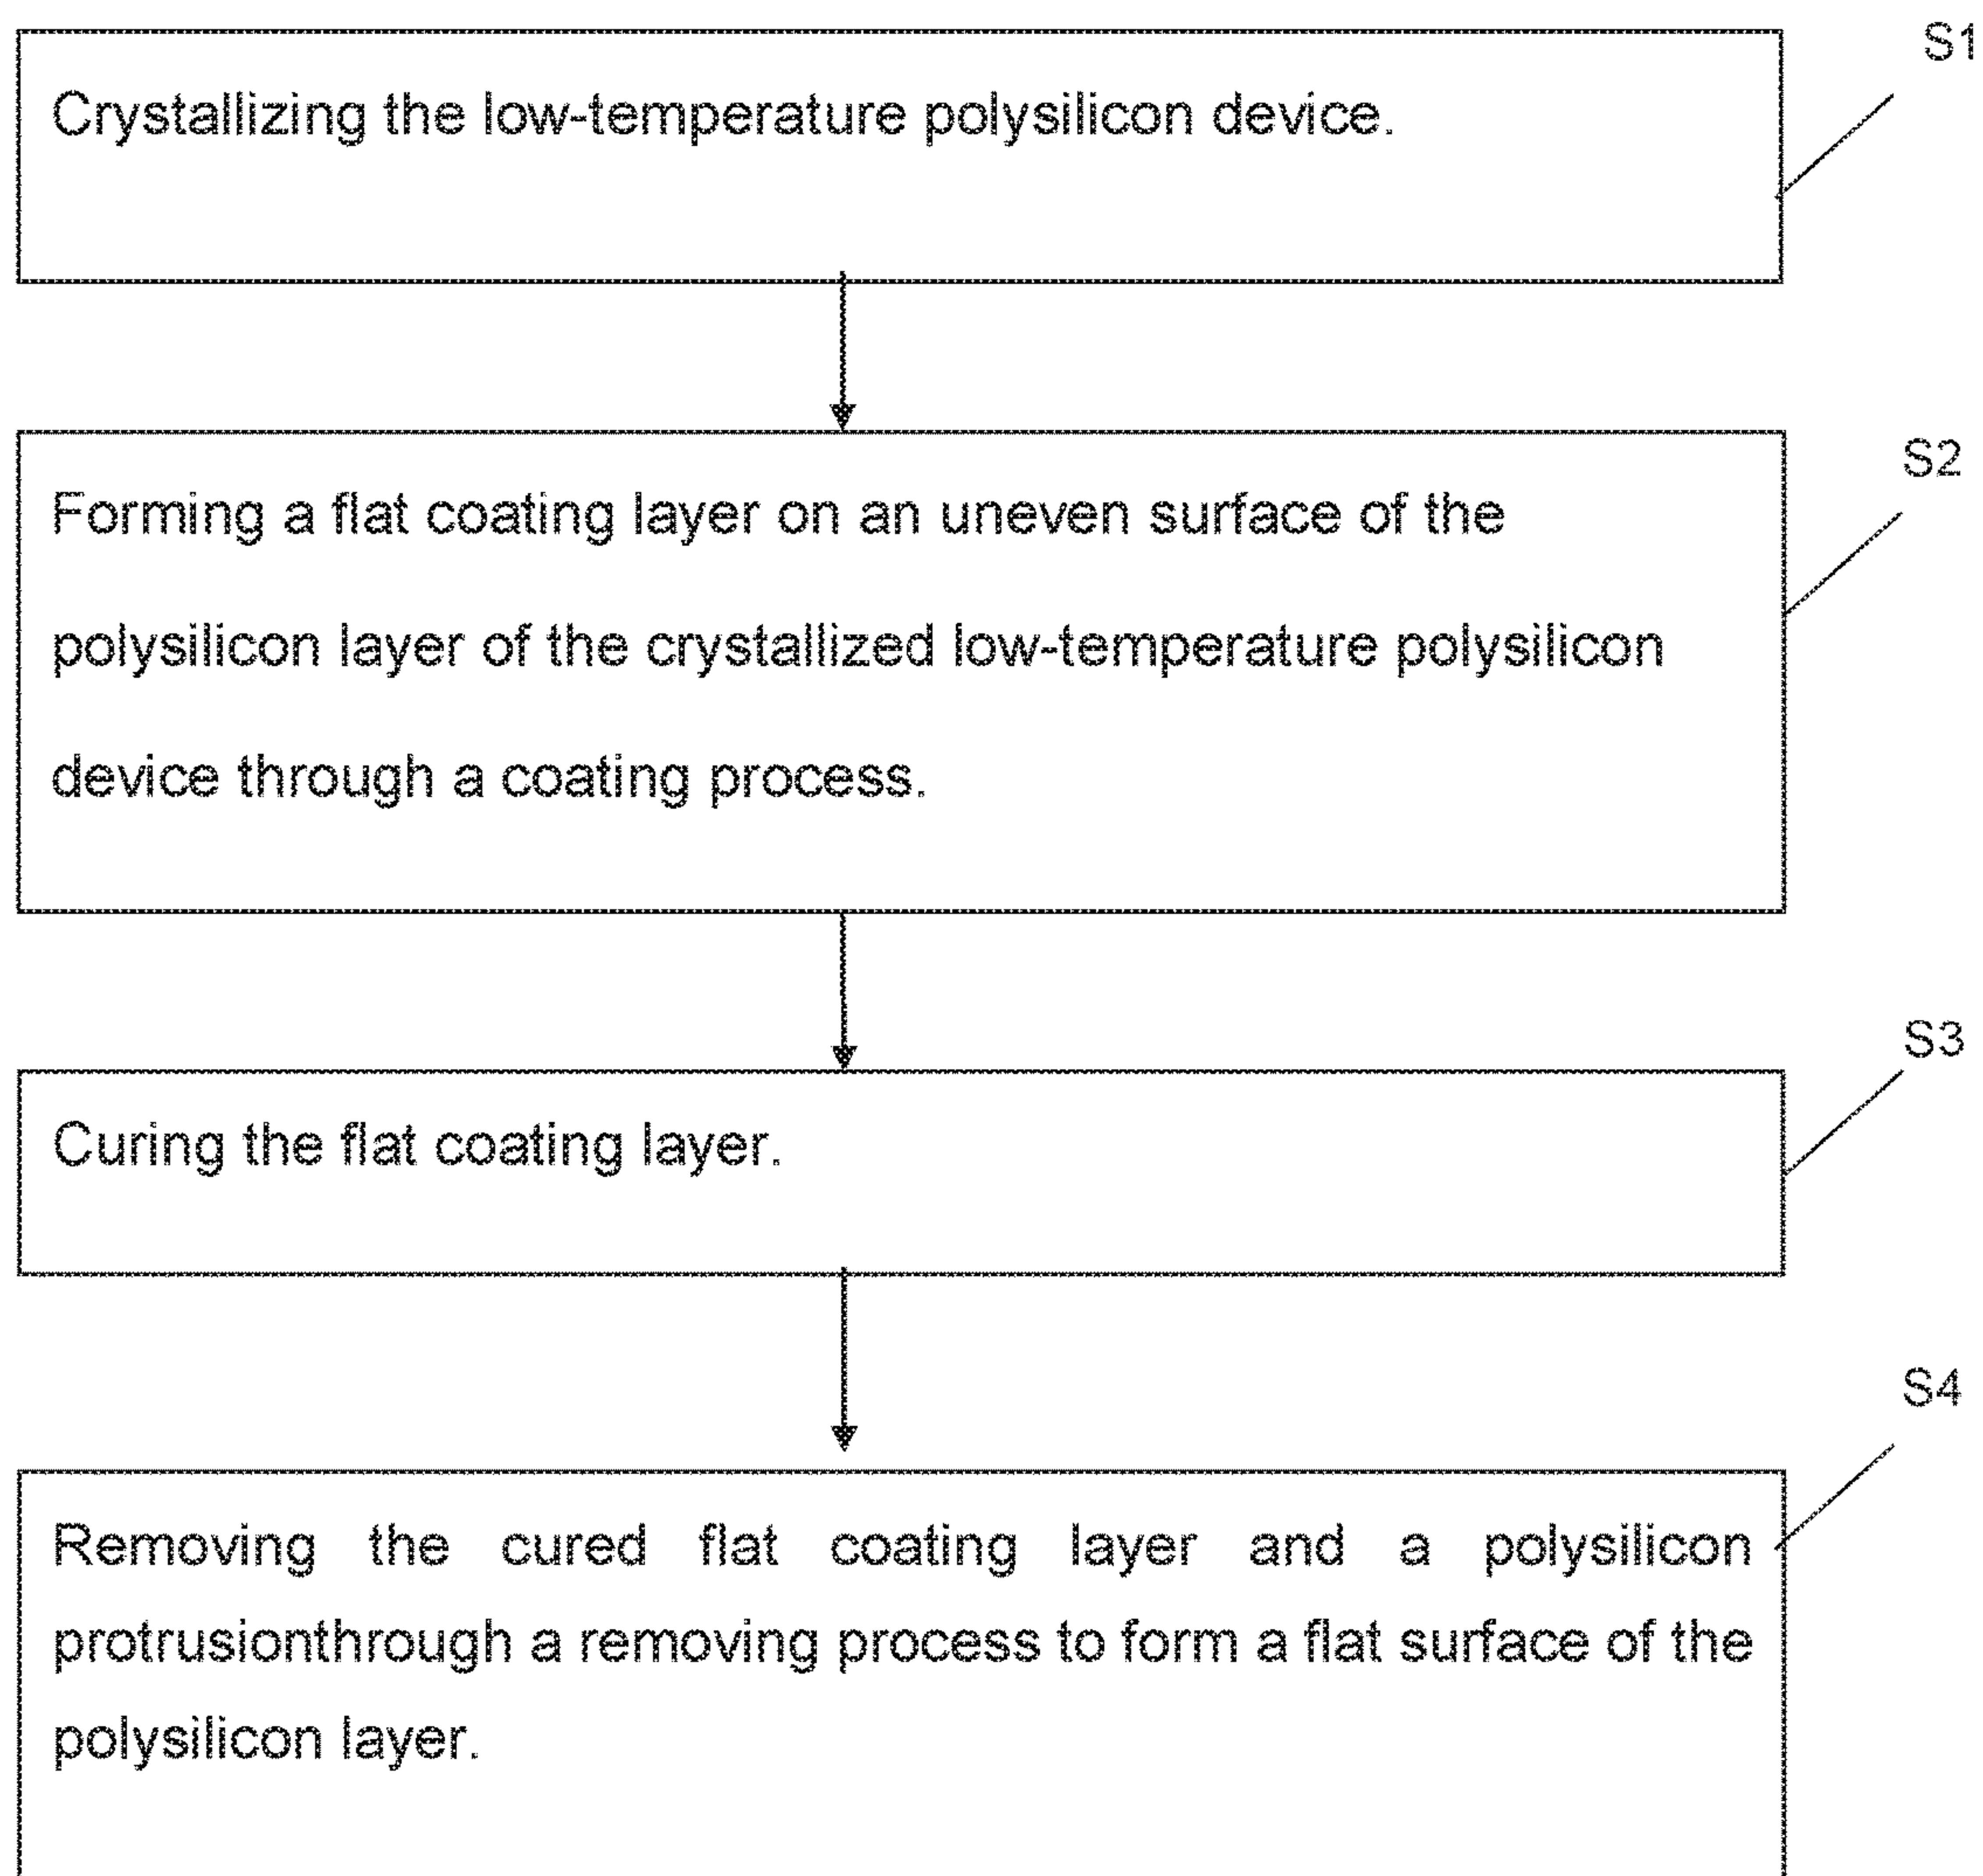 S1
Crystallizing the low-temperature polysilicon device.
S2
Forming a flat coating layer on an uneven surface of the
polysilicon layer of the crystallized low-temperature polysilicon
device through a coating process.
S3
Curing the flat coating layer.
S4
Removing the cured flat coating layer and a polysilicon
protrusionthrough a removing process to form a flat surface of the
polysilicon layer.